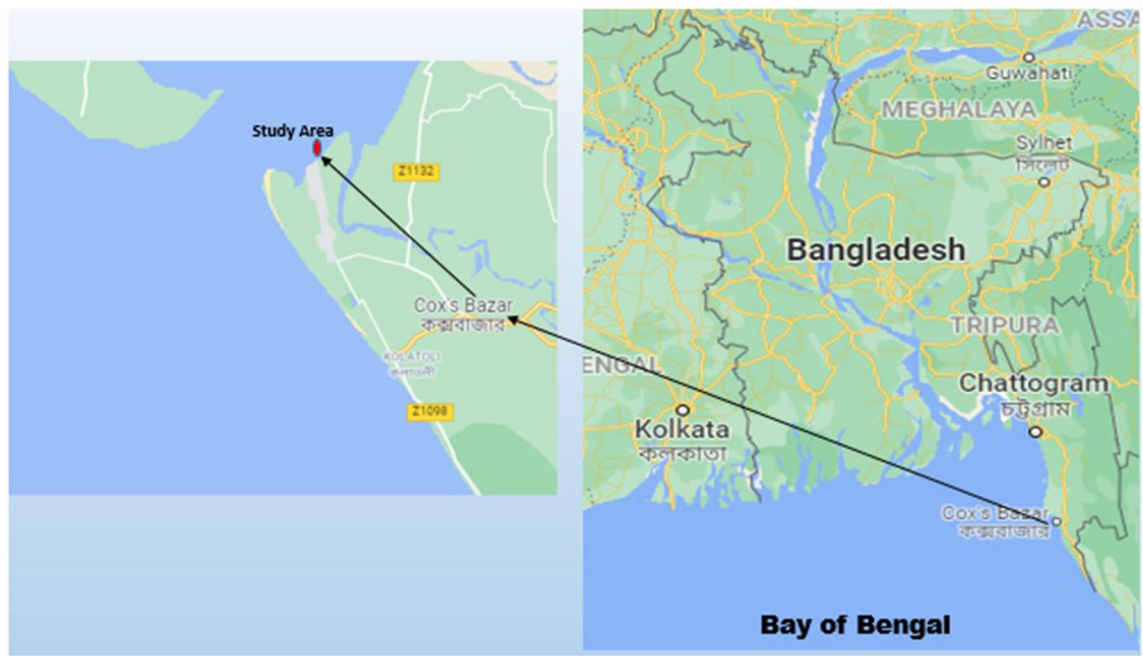 Study Area
Z1132
Cox's Bazar
কক্সবাজার
KOLATOLI
কলাতলী
Z1098
ASSA
Guwahati
MEGHALAYA
Sylhet
সিলেট
Bangladesh
TRIPURA
ENGAL
Chattogram
চট্টগ্রাম
Kolkata
কলকাতা
Cox's Bazar
কক্সবাজার
Bay of Bengal